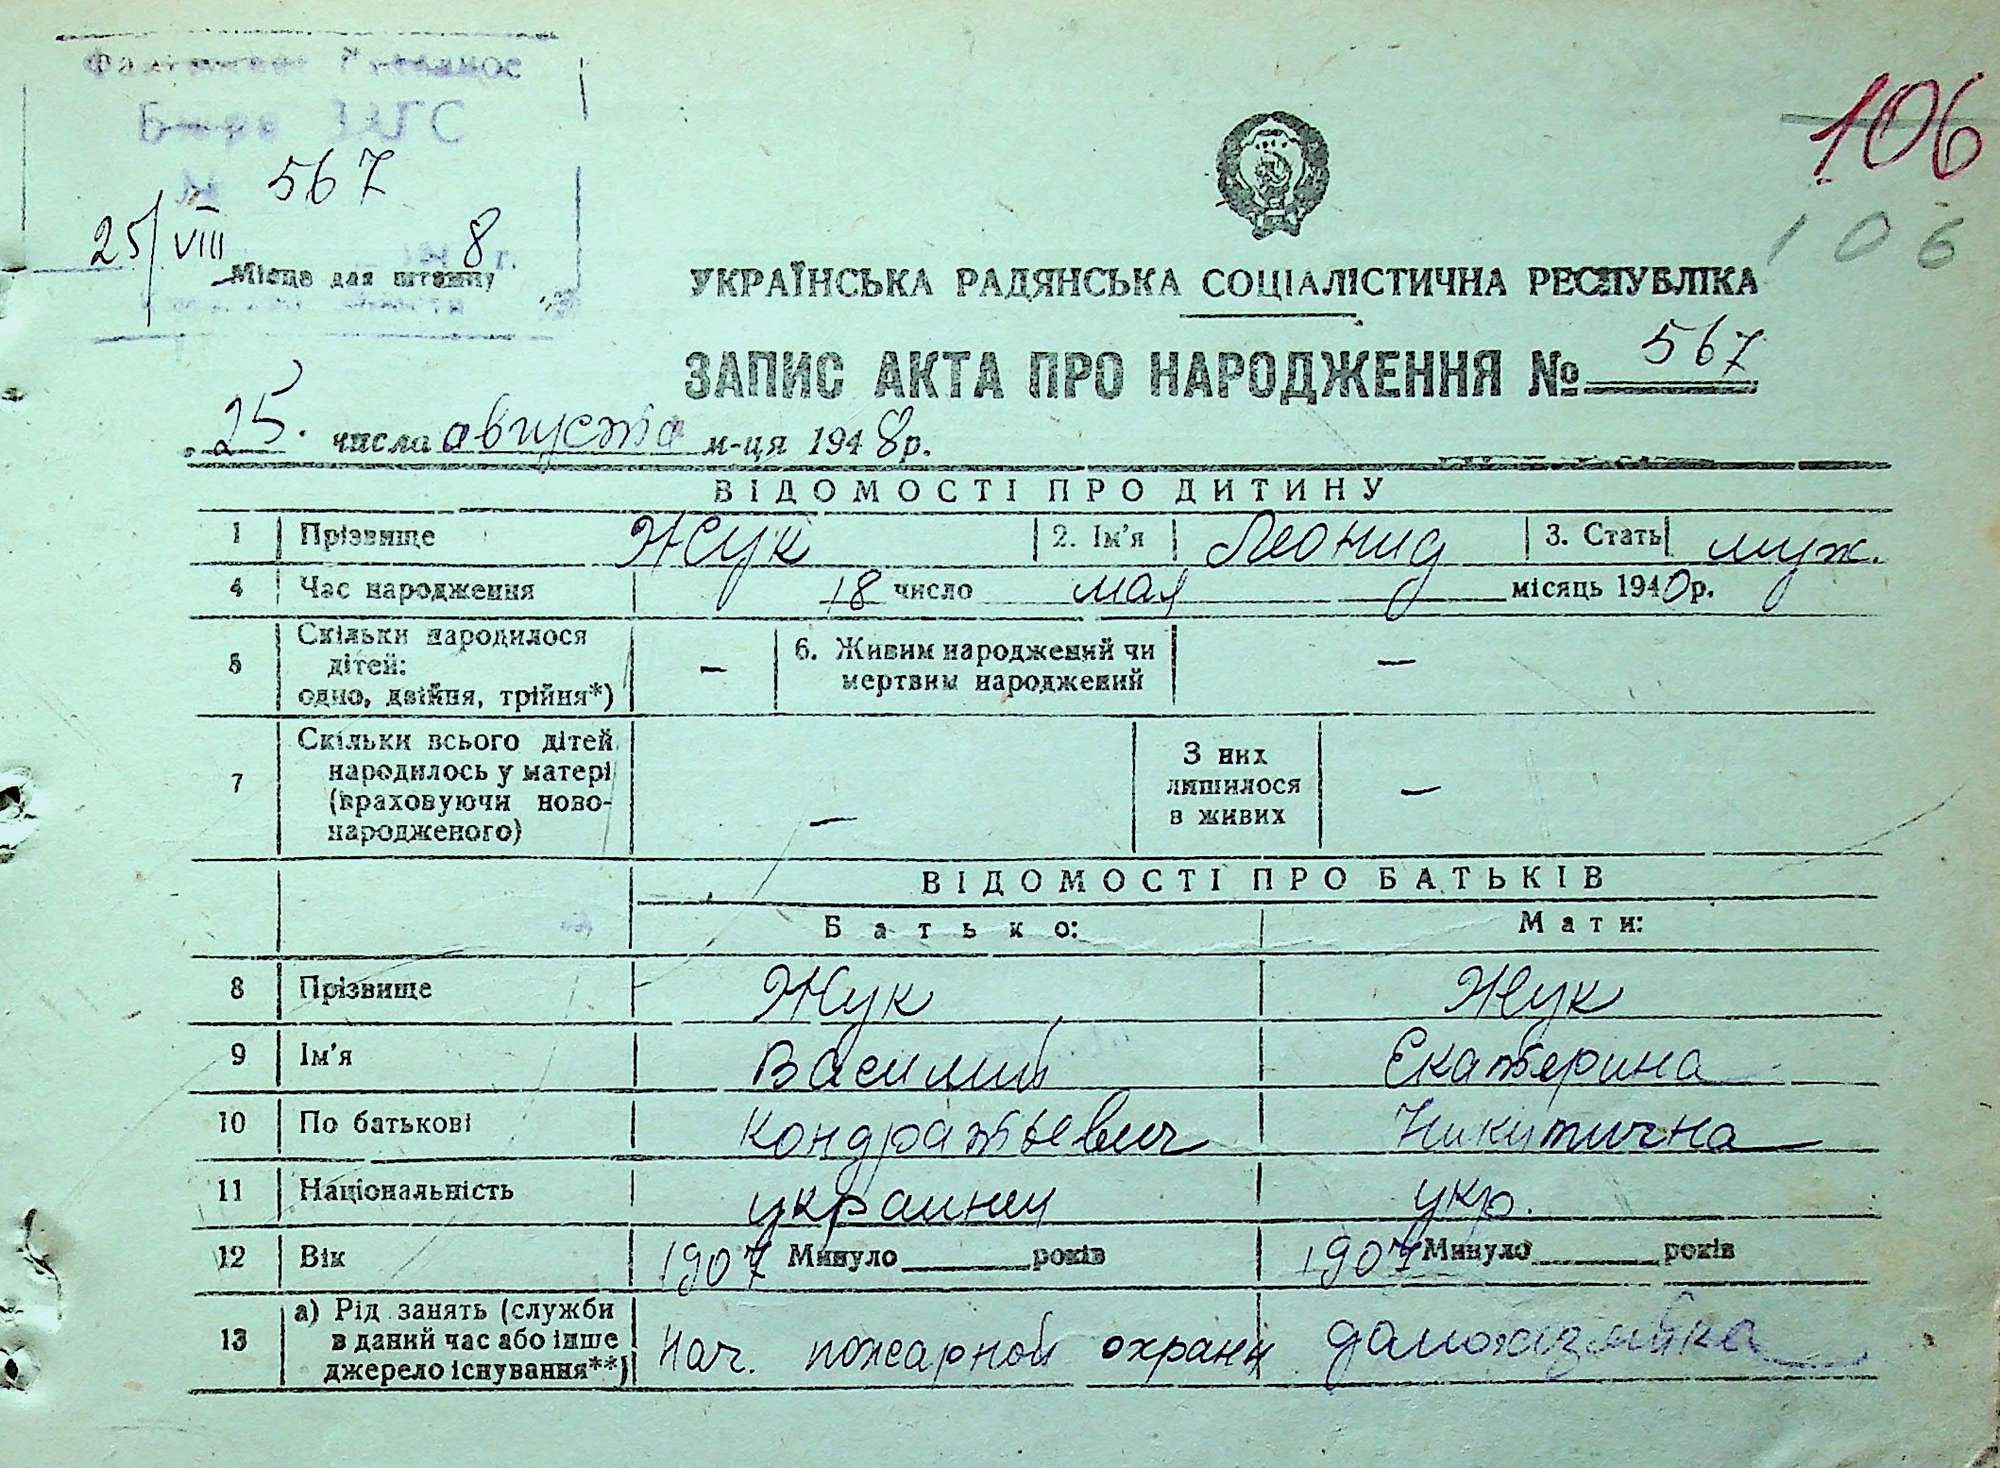 Бюро ЗАГС
№ 567
25/VIII 8 г.
Місце для штампу
106
106
УКРАЇНСЬКА РАДЯНСЬКА СОЦІАЛІСТИЧНА РЕСПУБЛІКА
ЗАПИС АКТА ПРО НАРОДЖЕННЯ № 567
25. числа августа м-ця 1948 р.
ВІДОМОСТІ ПРО ДИТИНУ
1 Прізвище Жук 2. Ім'я Леонид 3. Стать муж.
4 Час народження 18 число мая місяць 1940 р.
5 Скільки народилося дітей: одно, двійня, трійня*) — 6. Живим народжений чи мертвим народжений —
7 Скільки всього дітей народилось у матері (враховуючи ново-народженого) — З них лишилося в живих —
ВІДОМОСТІ ПРО БАТЬКІВ
Батько: Мати:
8 Прізвище Жук Жук
9 Ім'я Василий Екатерина
10 По батькові Кондратьевич Никитична
11 Національність украинец укр.
12 Вік 1907 Минуло років 1907 Минуло років
13 а) Рід занять (служби в даний час або інше джерело існування**) Нач. пожарной охраны домохозяйка